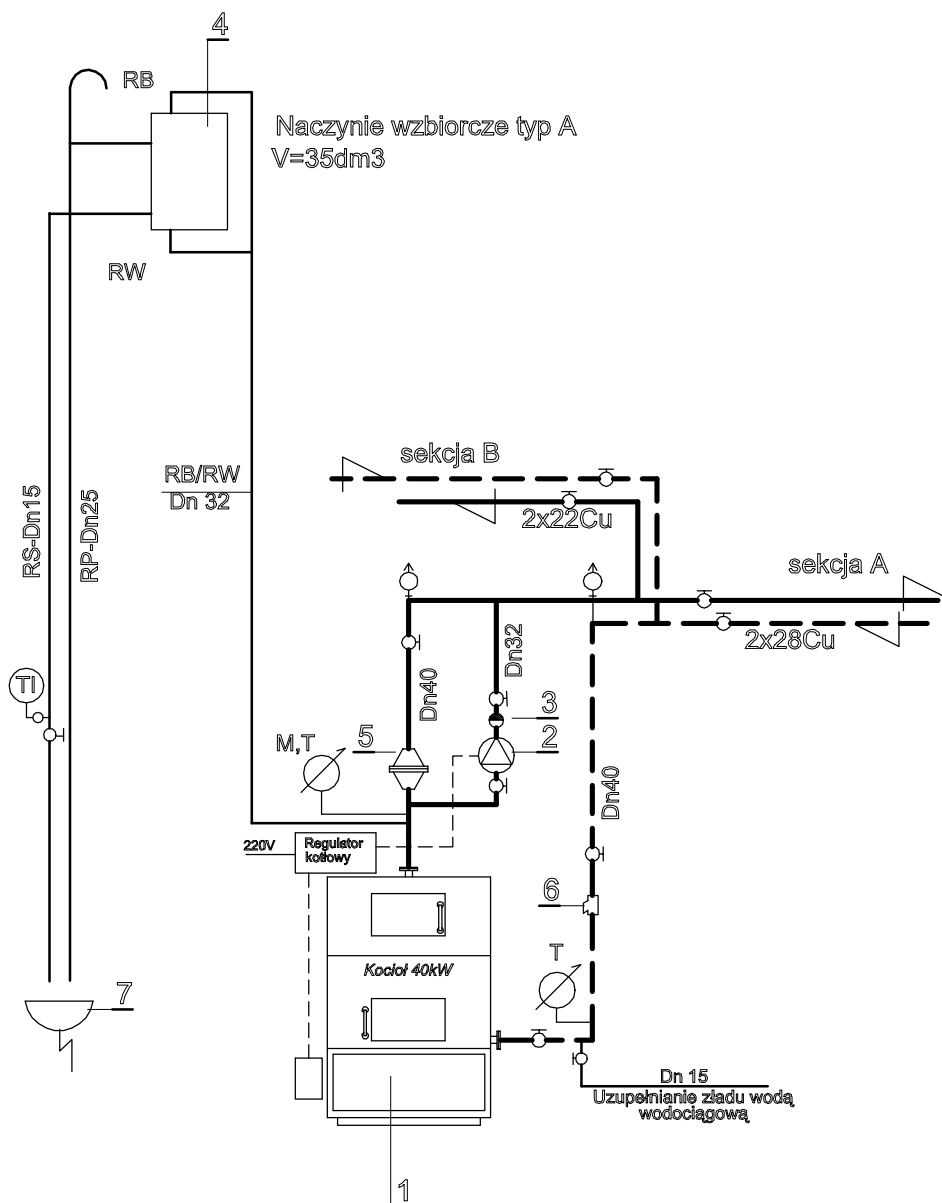 4
RB
Naczynie wzbiorcze typ A
V=35dm3
RW
sekcja B
RB/RW
Dn 32
2x22Cu
RS-Dn15
RP-Dn25
sekcja A
2x28Cu
Dn32
Dn40
TI
3
M,T
5
2
Dn40
220V
Regulator
kotłowy
6
T
Kocioł 40kW
7
Dn 15
Uzupełnianie zładu wodą
wodociągową
1